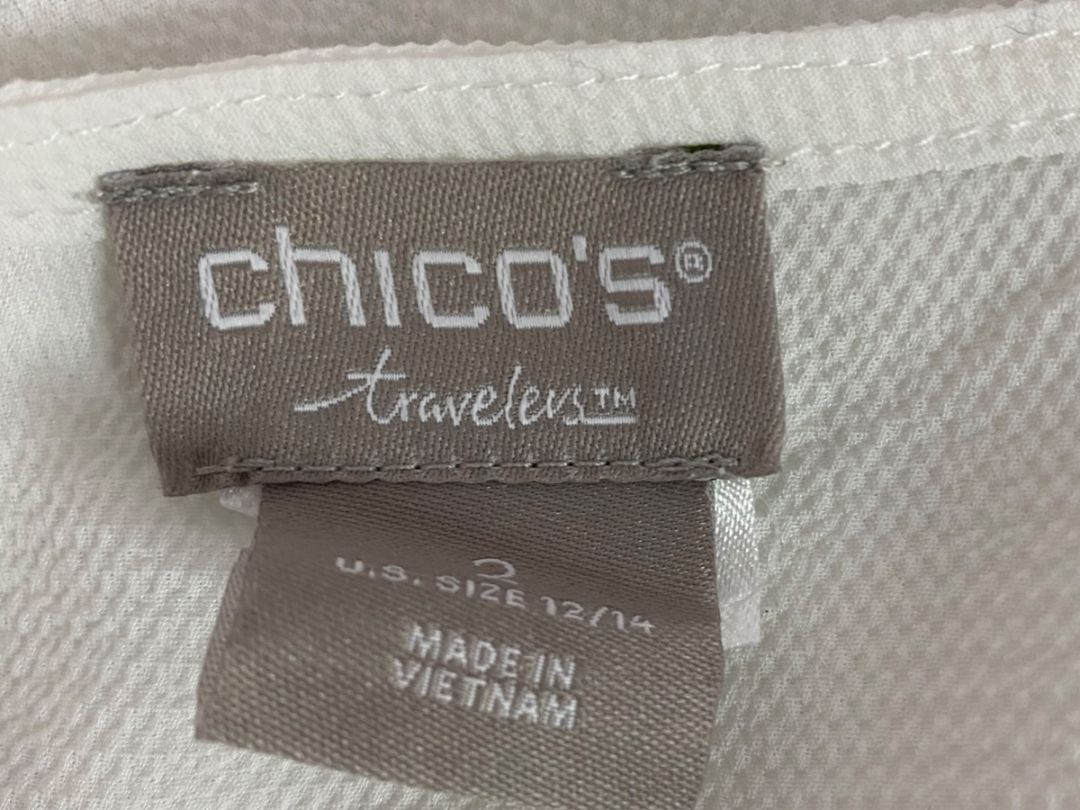 chico's®
travelers™
2
U.S. SIZE 12/14
MADE IN
VIETNAM